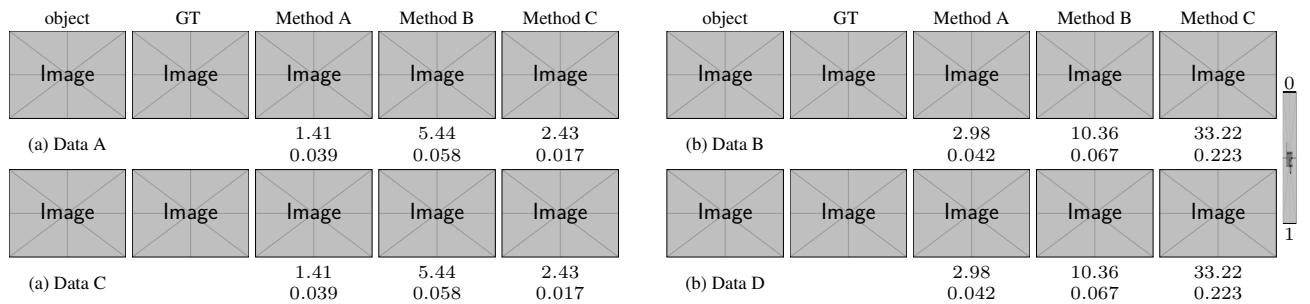 object GT Method A Method B Method C object GT Method A Method B Method C
Image Image Image Image Image Image Image Image Image Image
0
(a) Data A 1.41 5.44 2.43 (b) Data B 2.98 10.36 33.22
0.039 0.058 0.017 0.042 0.067 0.223
Image Image Image Image Image Image Image Image Image Image
1
(a) Data C 1.41 5.44 2.43 (b) Data D 2.98 10.36 33.22
0.039 0.058 0.017 0.042 0.067 0.223